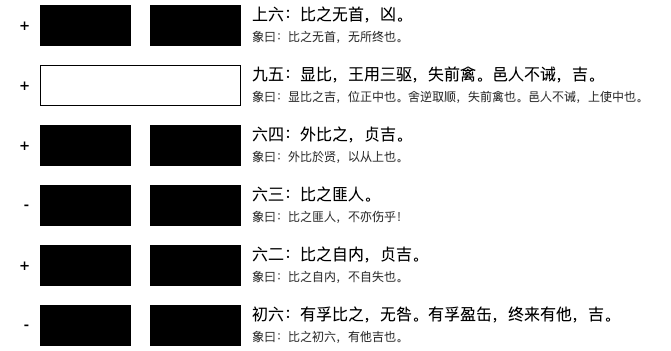 + 上六：比之无首，凶。
象曰：比之无首，无所终也。
+ 九五：显比，王用三驱，失前禽。邑人不诫，吉。
象曰：显比之吉，位正中也。舍逆取顺，失前禽也。邑人不诫，上使中也。
+ 六四：外比之，贞吉。
象曰：外比於贤，以从上也。
- 六三：比之匪人。
象曰：比之匪人，不亦伤乎！
+ 六二：比之自内，贞吉。
象曰：比之自内，不自失也。
- 初六：有孚比之，无咎。有孚盈缶，终来有他，吉。
象曰：比之初六，有他吉也。